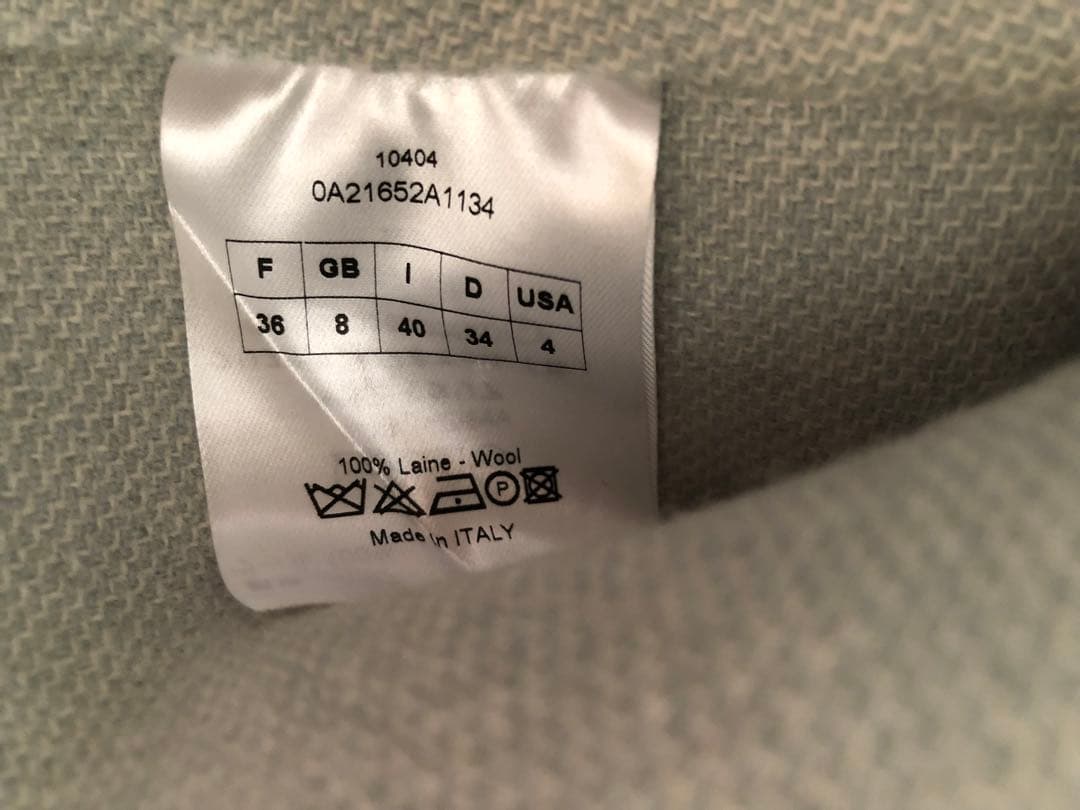 10404
0A21652A1134
F GB I D USA
36 8 40 34 4
100% Laine - Wool
P
Made in ITALY